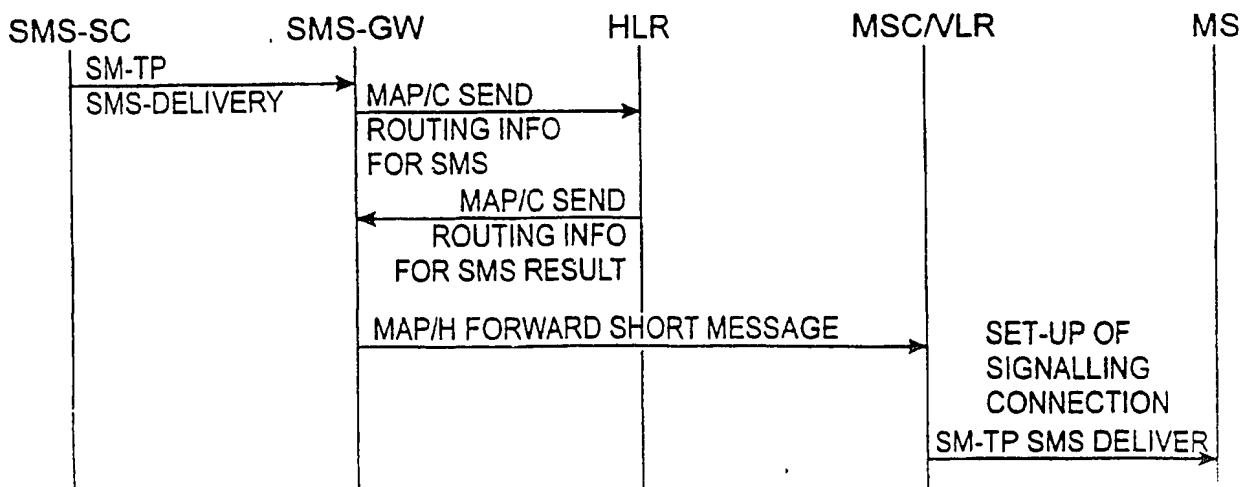 SMS-SC SMS-GW HLR MSC/VLR MS
SM-TP
SMS-DELIVERY
MAP/C SEND
ROUTING INFO
FOR SMS
MAP/C SEND
ROUTING INFO
FOR SMS RESULT
MAP/H FORWARD SHORT MESSAGE
SET-UP OF
SIGNALLING
CONNECTION
SM-TP SMS DELIVER